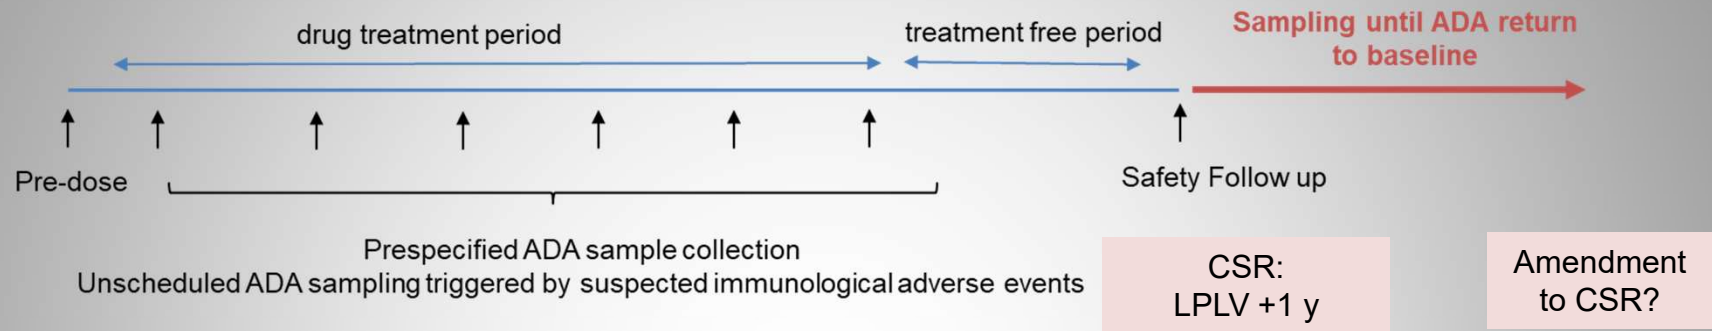 drug treatment period
treatment free period
Sampling until ADA return
to baseline
Pre-dose
Safety Follow up
Prespecified ADA sample collection
Unscheduled ADA sampling triggered by suspected immunological adverse events
CSR:
LPLV +1 y
Amendment
to CSR?